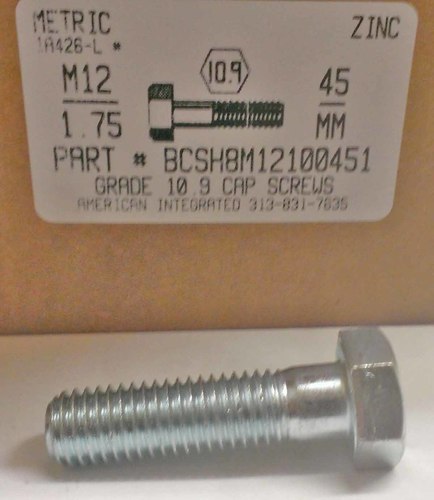 METRIC ZINC
1A426-L *
M12 10.9 45
1.75 MM
PART # BCSH8M12100451
GRADE 10.9 CAP SCREWS
AMERICAN INTEGRATED 313-831-7835